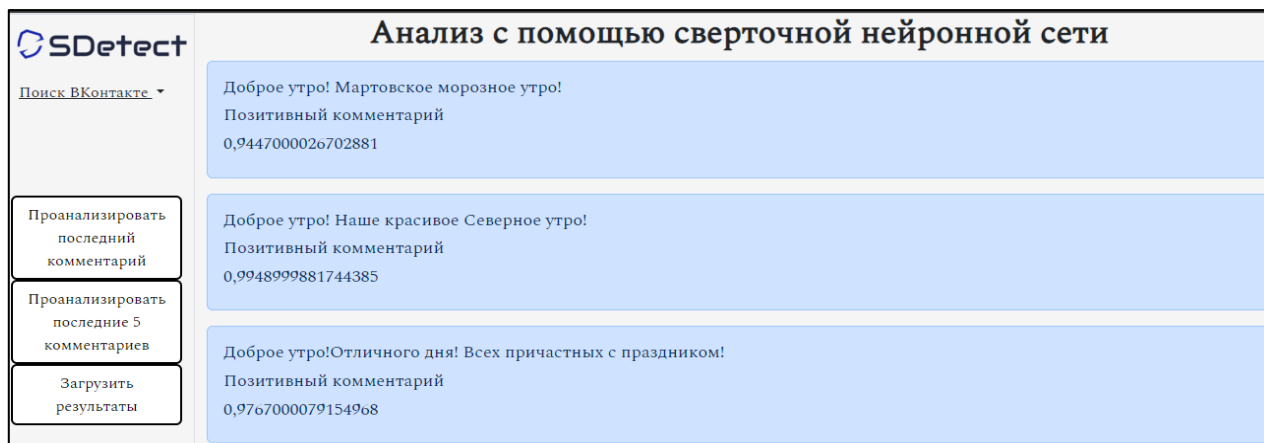 SDetect
Поиск ВКонтакте
Проанализировать
последний
комментарий
Проанализировать
последние 5
комментариев
Загрузить
результаты
Анализ с помощью сверточной нейронной сети
Доброе утро! Мартовское морозное утро!
Позитивный комментарий
0,9447000026702881
Доброе утро! Наше красивое Северное утро!
Позитивный комментарий
0,9948999881744385
Доброе утро!Отличного дня! Всех причастных с праздником!
Позитивный комментарий
0,9767000079154968